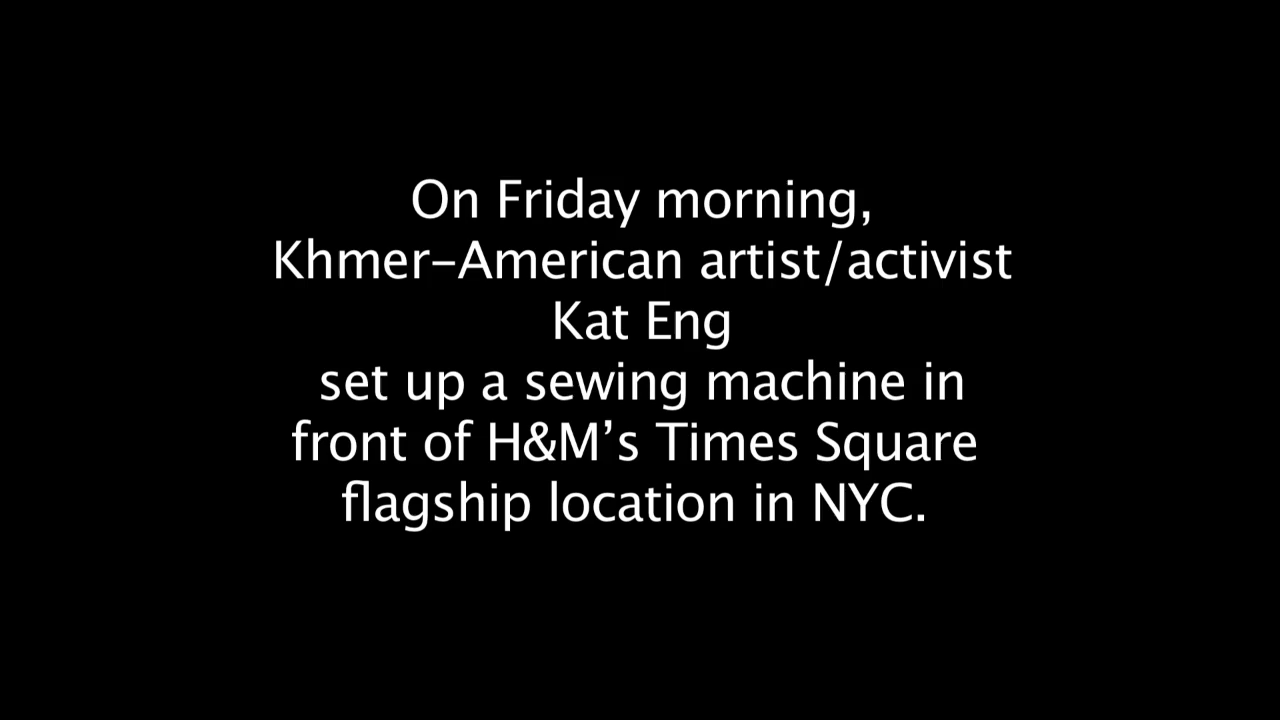 On Friday morning,
Khmer-American artist/activist
Kat Eng
set up a sewing machine in
front of H&M’s Times Square
flagship location in NYC.